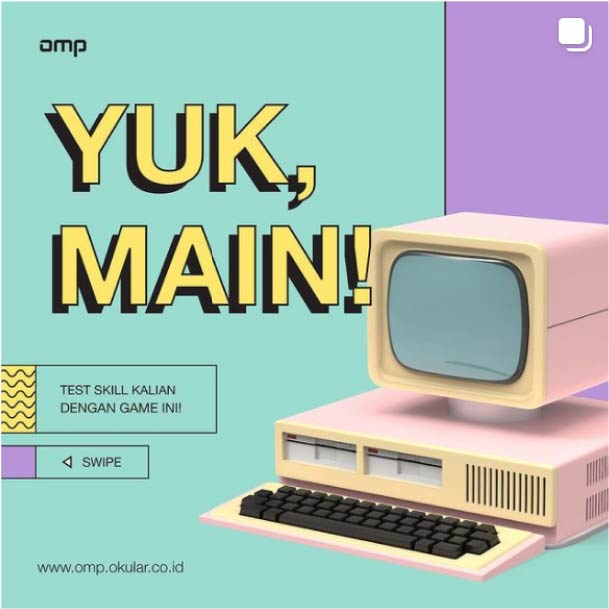 omp
YUK,
MAIN!
TEST SKILL KALIAN
DENGAN GAME INI!
SWIPE
www.omp.okular.co.id